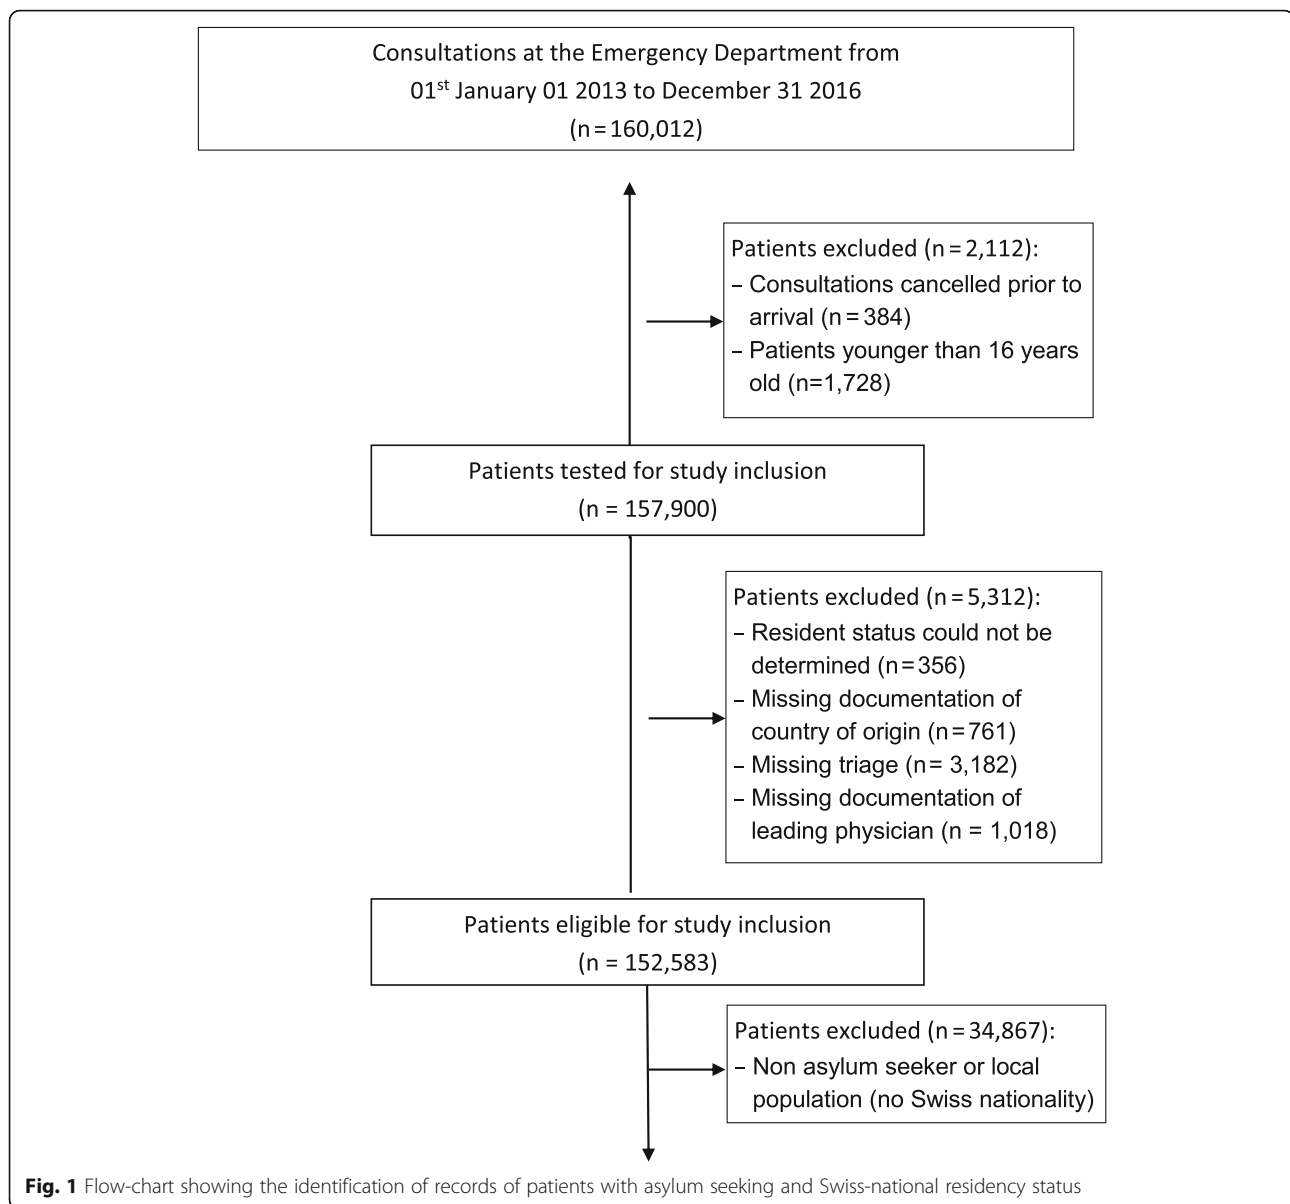 Consultations at the Emergency Department from
01st January 01 2013 to December 31 2016
(n = 160,012)
Patients excluded (n = 2,112):
– Consultations cancelled prior to
arrival (n = 384)
– Patients younger than 16 years
old (n=1,728)
Patients tested for study inclusion
(n = 157,900)
Patients excluded (n = 5,312):
– Resident status could not be
determined (n = 356)
– Missing documentation of
country of origin (n = 761)
– Missing triage (n = 3,182)
– Missing documentation of
leading physician (n = 1,018)
Patients eligible for study inclusion
(n = 152,583)
Patients excluded (n = 34,867):
– Non asylum seeker or local
population (no Swiss nationality)
Fig. 1 Flow-chart showing the identification of records of patients with asylum seeking and Swiss-national residency status